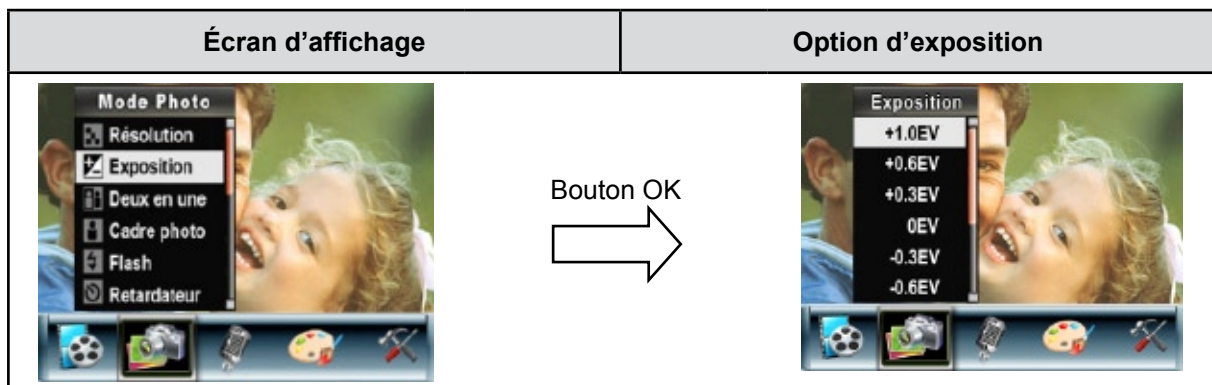 Écran d’affichage
Option d’exposition
Mode Photo
Résolution
Exposition
Deux en une
Cadre photo
Flash
Retardateur
Bouton OK
Exposition
+1.0EV
+0.6EV
+0.3EV
0EV
-0.3EV
-0.6EV